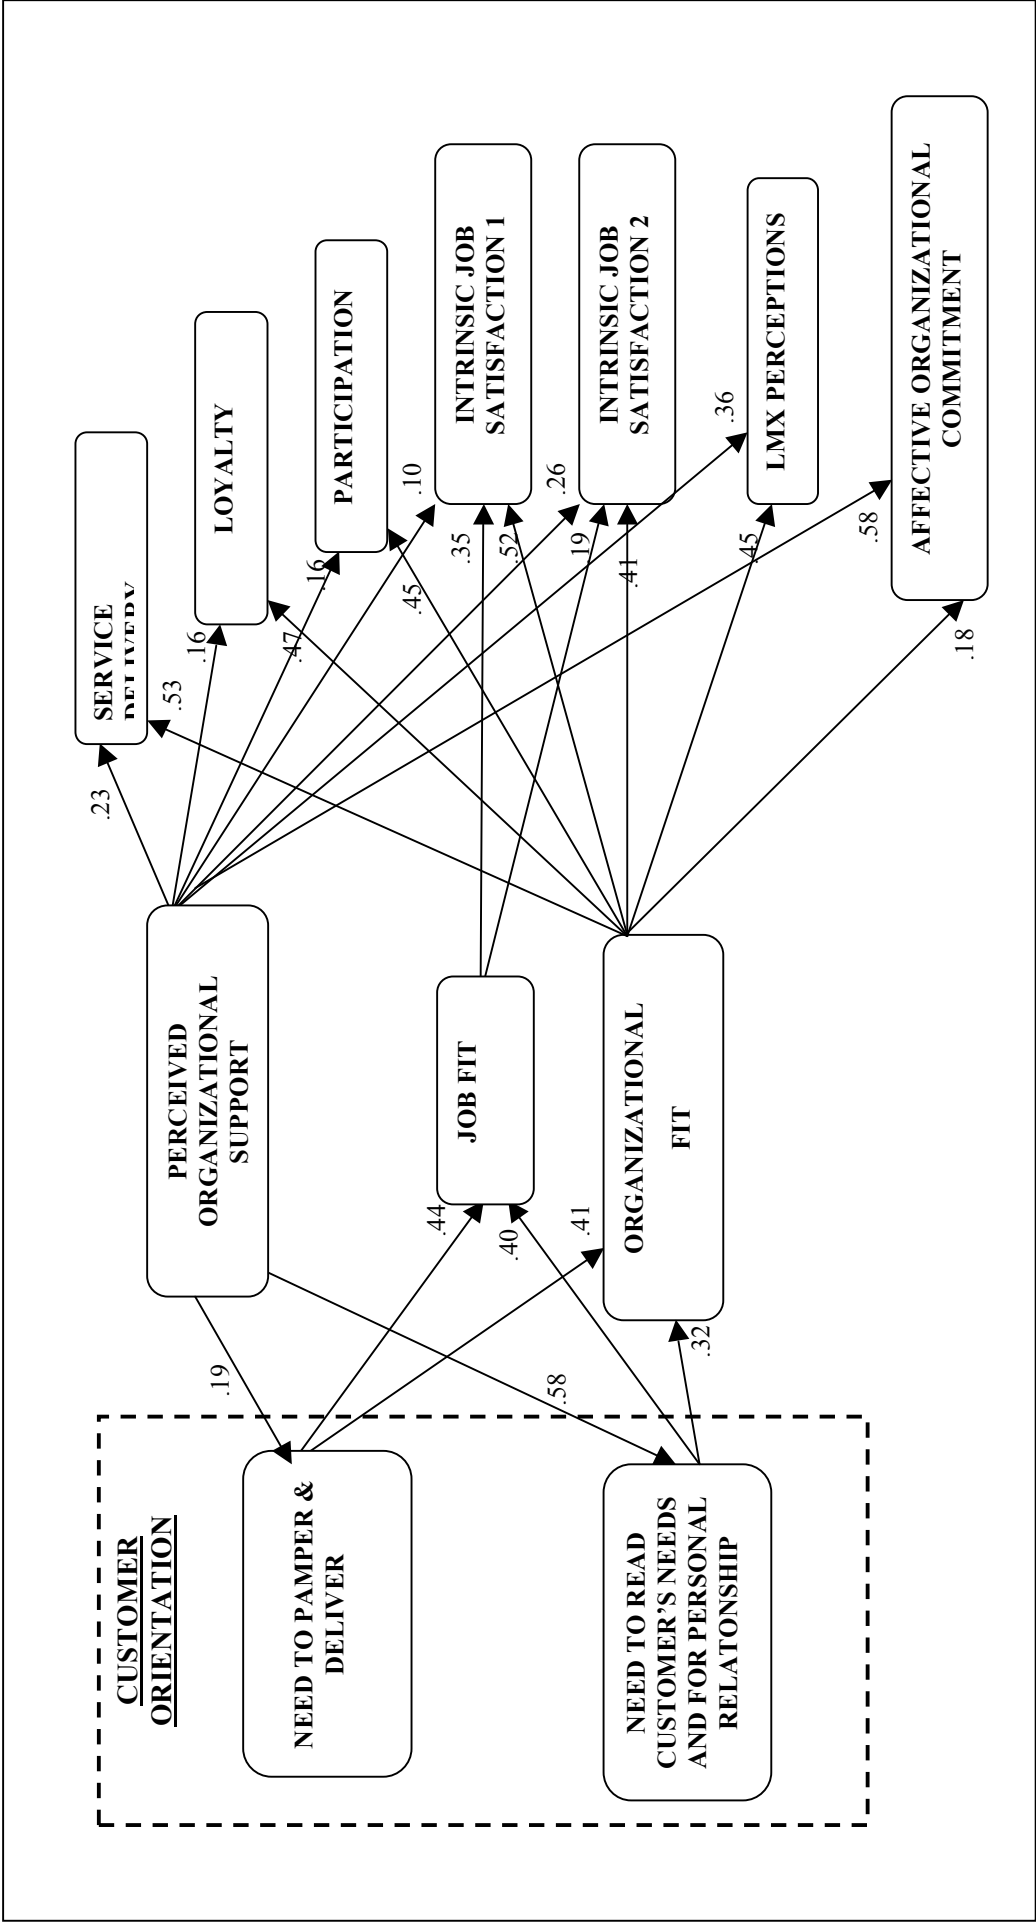 CUSTOMER
ORIENTATION
NEED TO PAMPER &
DELIVER
NEED TO READ
CUSTOMER'S NEEDS
AND FOR PERSONAL
RELATONSHIP
.19
.58
.44
.40
.41
.32
PERCEIVED
ORGANIZATIONAL
SUPPORT
JOB FIT
ORGANIZATIONAL
FIT
.23
.53
.16
.47
.16
.45
.10
.35
.52
.26
19
.41
.36
.45
.58
.18
SERVICE
DELIVERY
LOYALTY
PARTICIPATION
INTRINSIC JOB
SATISFACTION 1
INTRINSIC JOB
SATISFACTION 2
LMX PERCEPTIONS
AFFECTIVE ORGANIZATIONAL
COMMITMENT